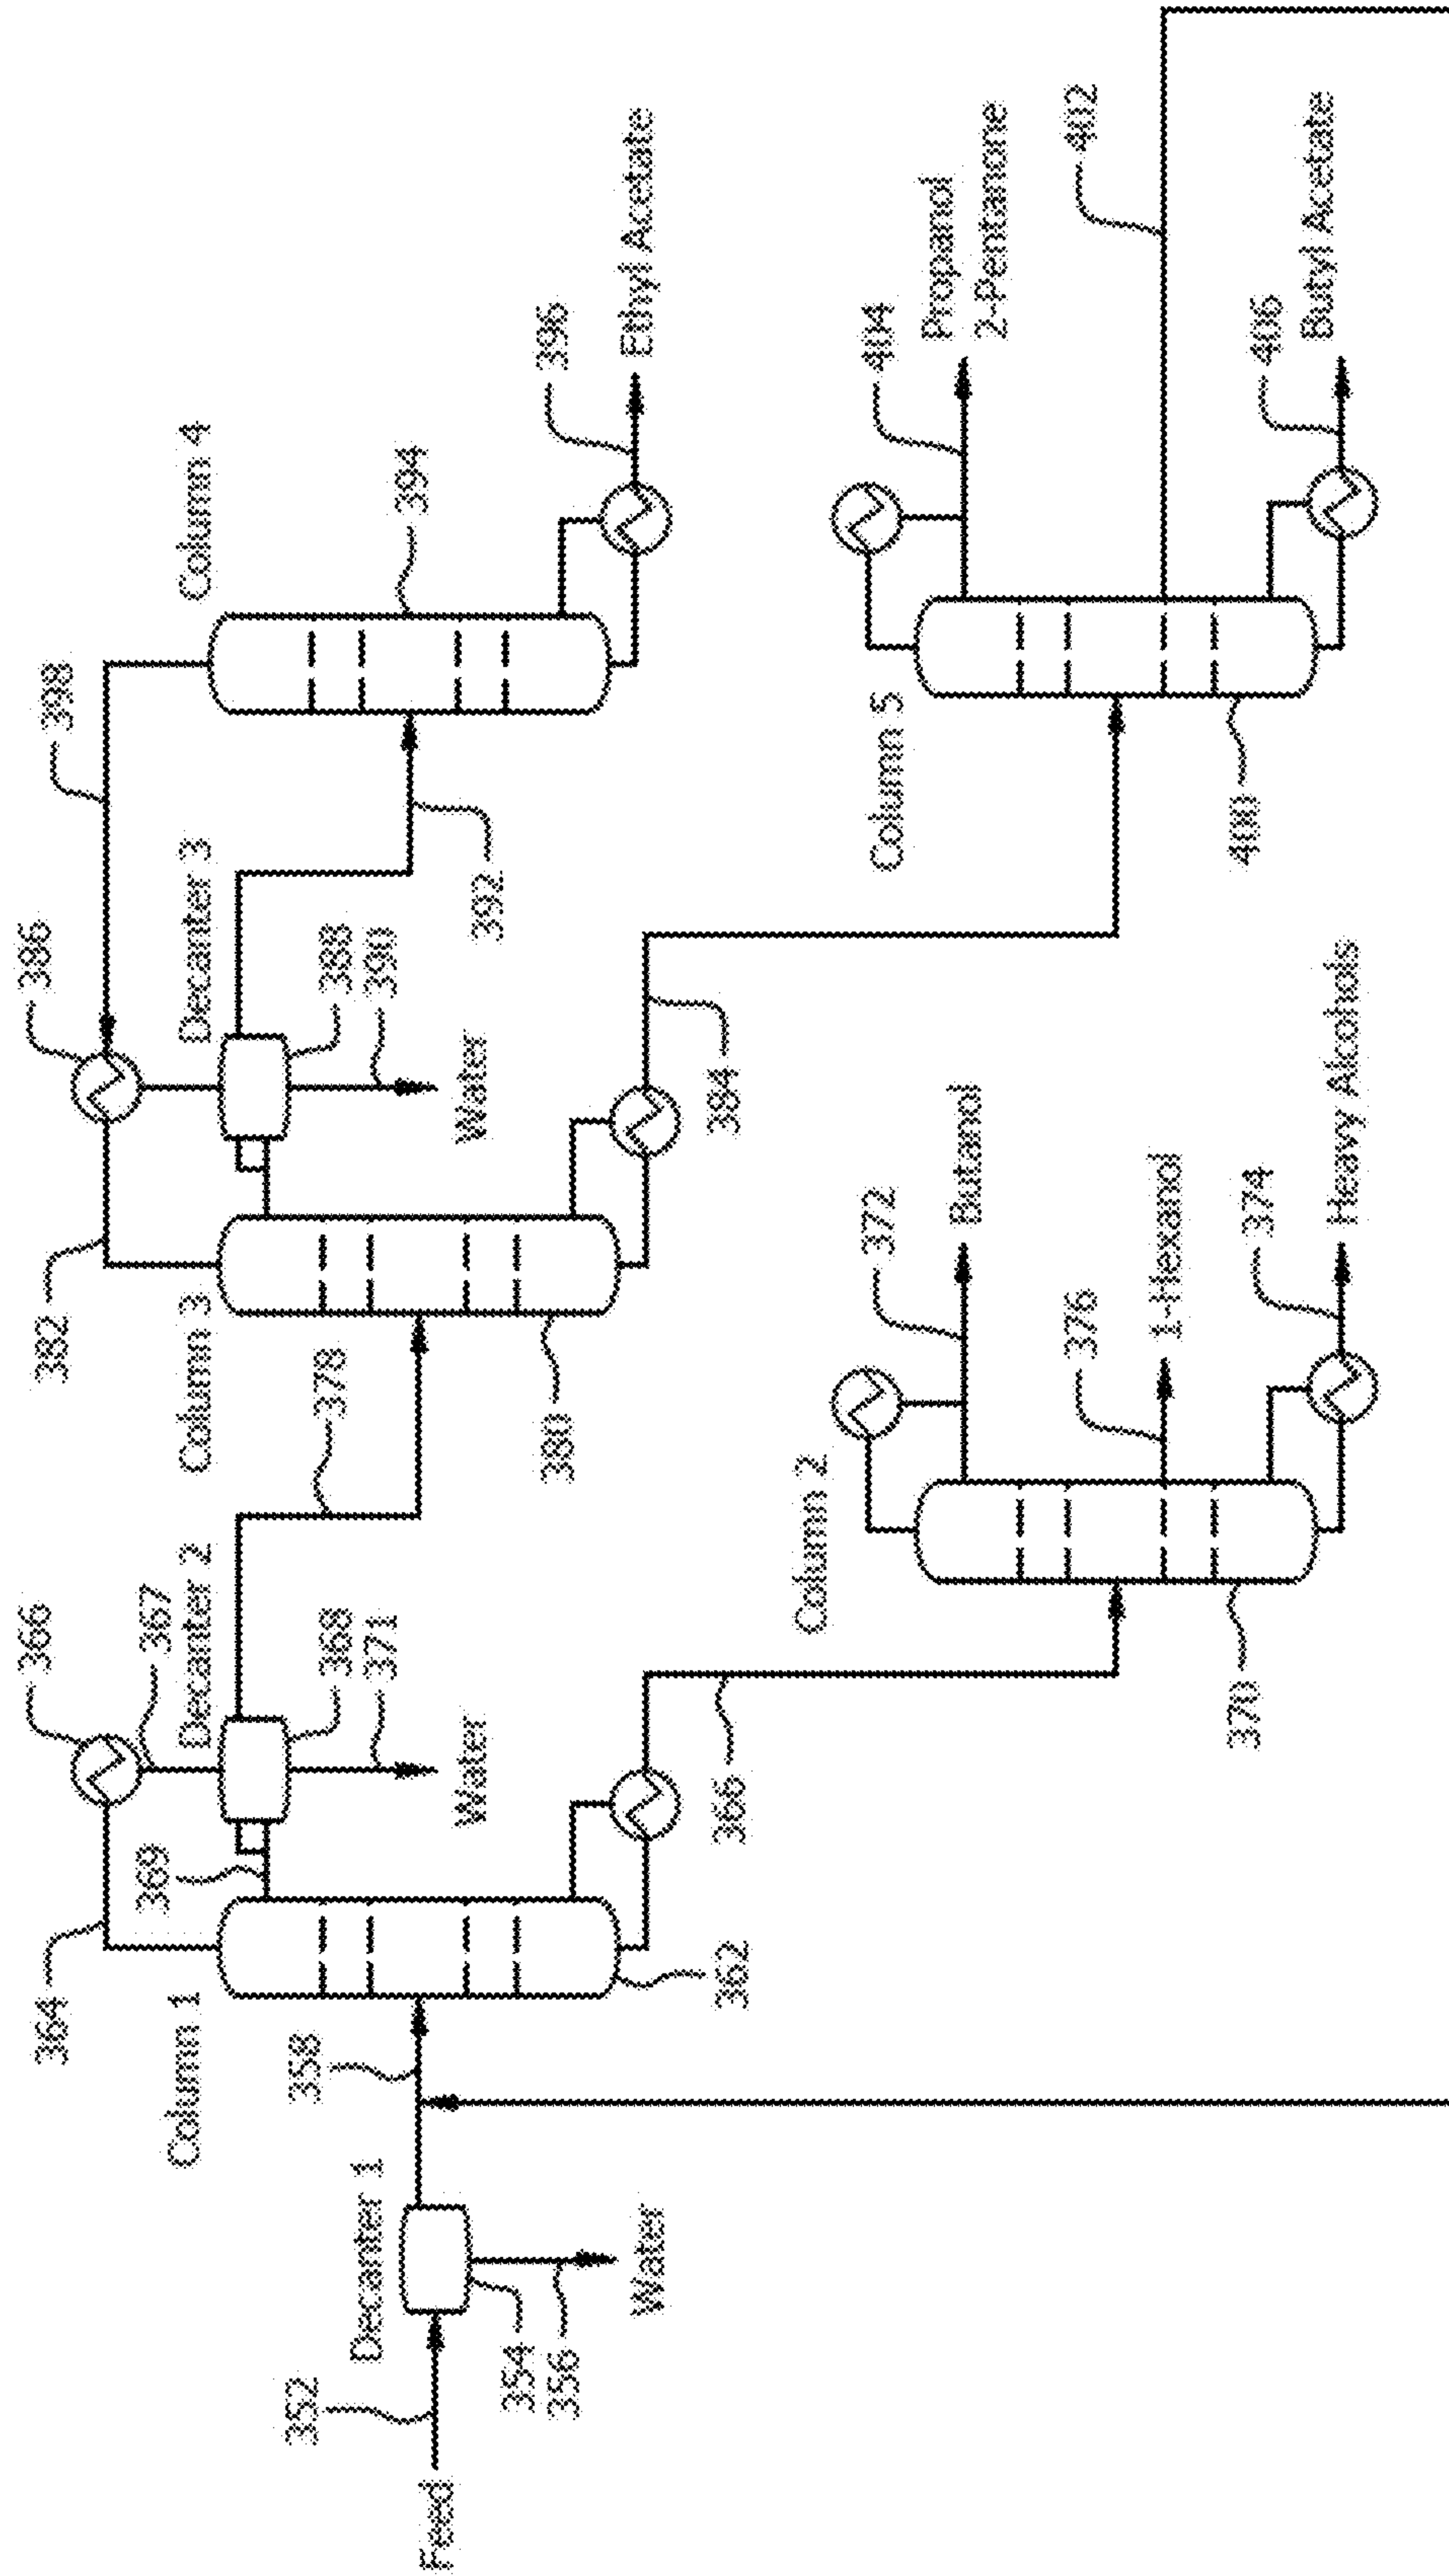 Feed
352
Decanter 1
354
356
Water
358
Column 1
362
364
366
367
Decanter 2
368
369
371
Water
366
378
Column 2
370
372
Butanol
376
1-Hexanol
374
Heavy Alcohols
Column 3
380
382
386
Decanter 3
388
390
Water
384
392
398
Column 4
394
396
Ethyl Acetate
Column 5
400
404
Propanol
2-Pentanone
402
406
Butyl Acetate